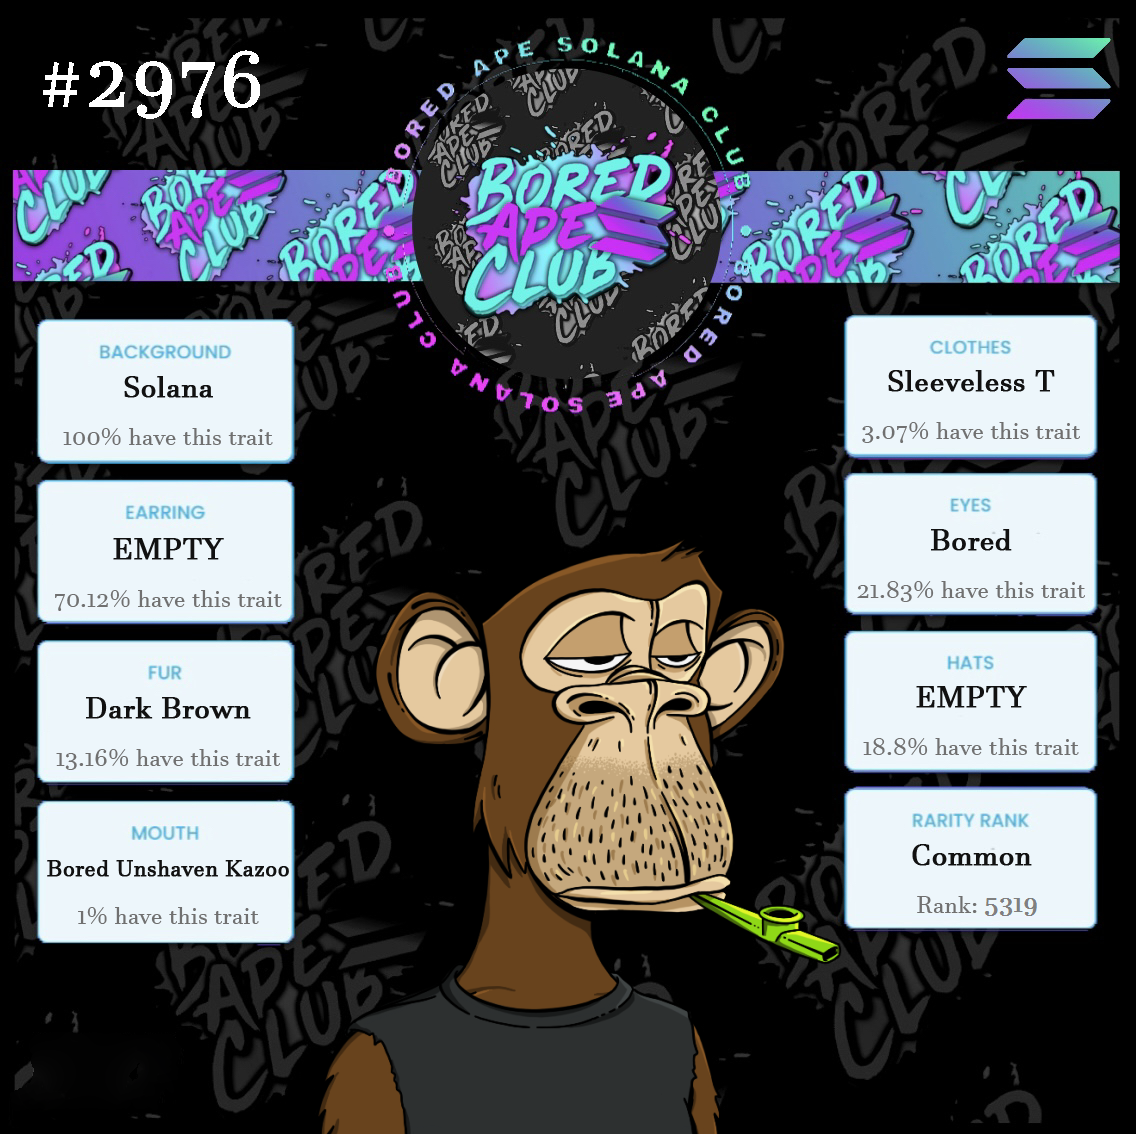 #2976
BORED APE SOLANA CLUB
BORED
APE
CLUB
BORED APE SOLANA CLUB
BACKGROUND
Solana
100% have this trait
EARRING
EMPTY
70.12% have this trait
FUR
Dark Brown
13.16% have this trait
MOUTH
Bored Unshaven Kazoo
1% have this trait
CLOTHES
Sleeveless T
3.07% have this trait
EYES
Bored
21.83% have this trait
HATS
EMPTY
18.8% have this trait
RARITY RANK
Common
Rank: 5319